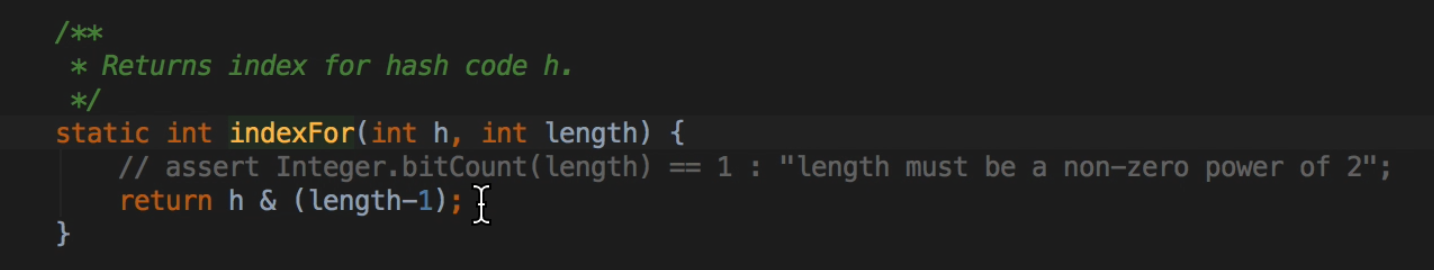 /**
 * Returns index for hash code h.
 */
static int indexFor(int h, int length) {
    // assert Integer.bitCount(length) == 1 : "length must be a non-zero power of 2";
    return h & (length-1);
}